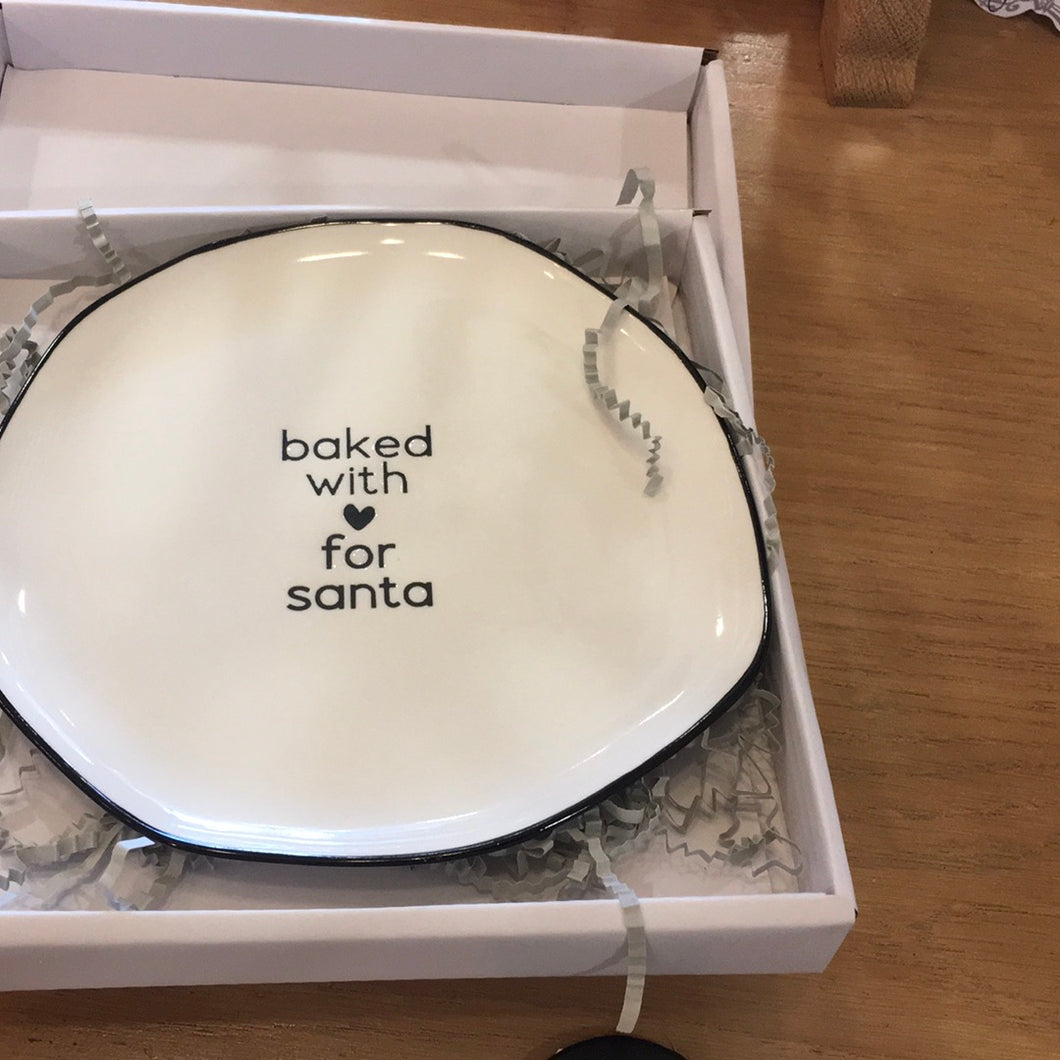 baked
with
♥
for
santa